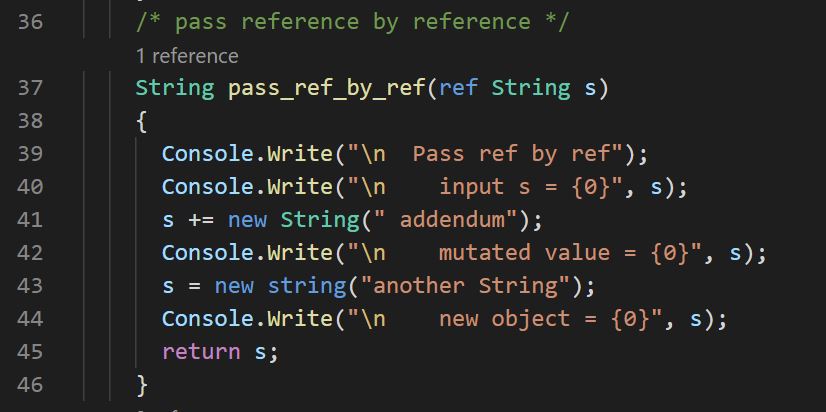 36 /* pass reference by reference */
1 reference
37 String pass_ref_by_ref(ref String s)
38 {
39 Console.Write("\n  Pass ref by ref");
40 Console.Write("\n    input s = {0}", s);
41 s += new String(" addendum");
42 Console.Write("\n    mutated value = {0}", s);
43 s = new string("another String");
44 Console.Write("\n    new object = {0}", s);
45 return s;
46 }